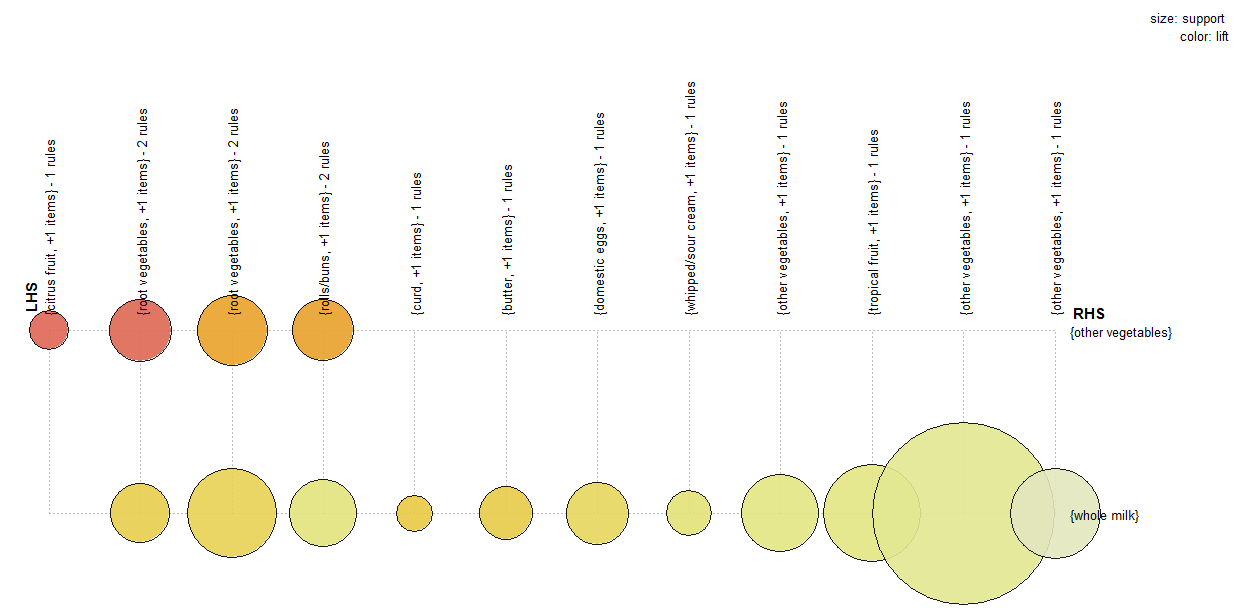 size: support
color: lift
LHS
{citrus fruit, +1 items} - 1 rules
{root vegetables, +1 items} - 2 rules
{root vegetables, +1 items} - 2 rules
{rolls/buns, +1 items} - 2 rules
{curd, +1 items} - 1 rules
{butter, +1 items} - 1 rules
{domestic eggs, +1 items} - 1 rules
{whipped/sour cream, +1 items} - 1 rules
{other vegetables, +1 items} - 1 rules
{tropical fruit, +1 items} - 1 rules
{other vegetables, +1 items} - 1 rules
{other vegetables, +1 items} - 1 rules
RHS
{other vegetables}
{whole milk}